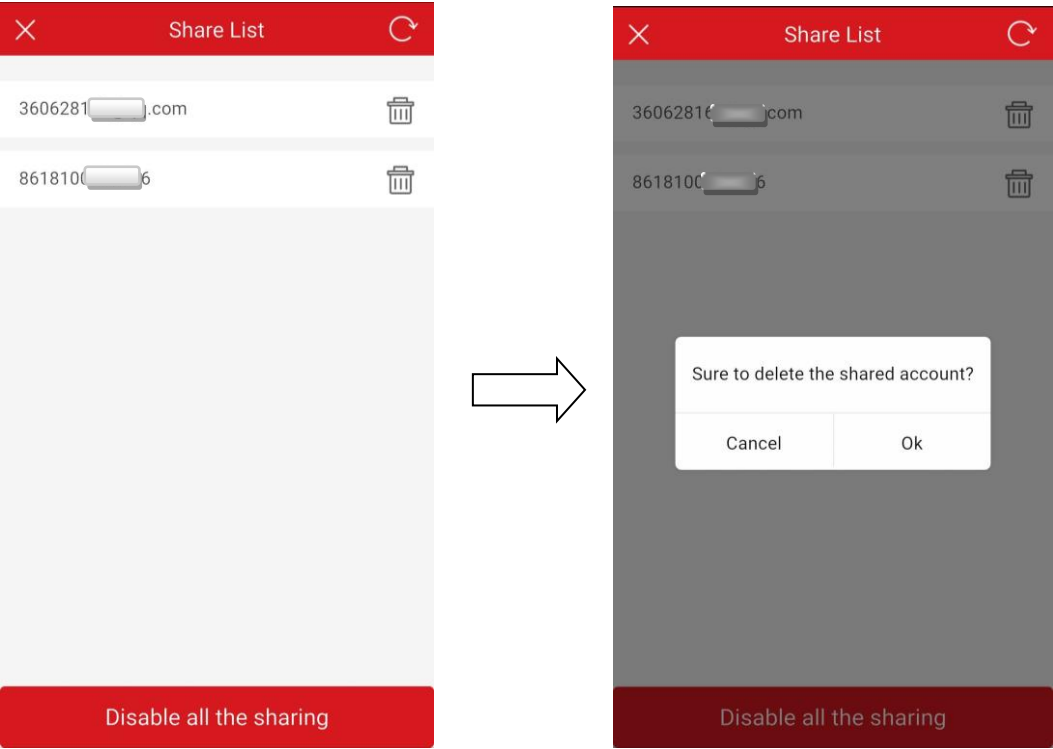 Share List
3606281 .com
8618100 6
Disable all the sharing
Share List
36062816 com
8618100 6
Sure to delete the shared account?
Cancel
Ok
Disable all the sharing